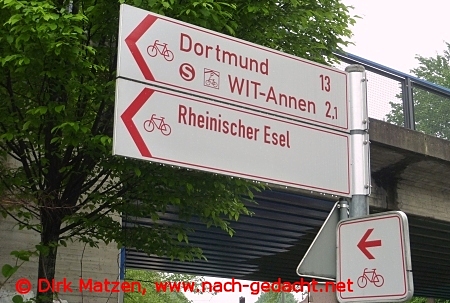 Dortmund 13
S WIT-Annen 2,1
Rheinischer Esel
© Dirk Matzen, www.nach-gedacht.net